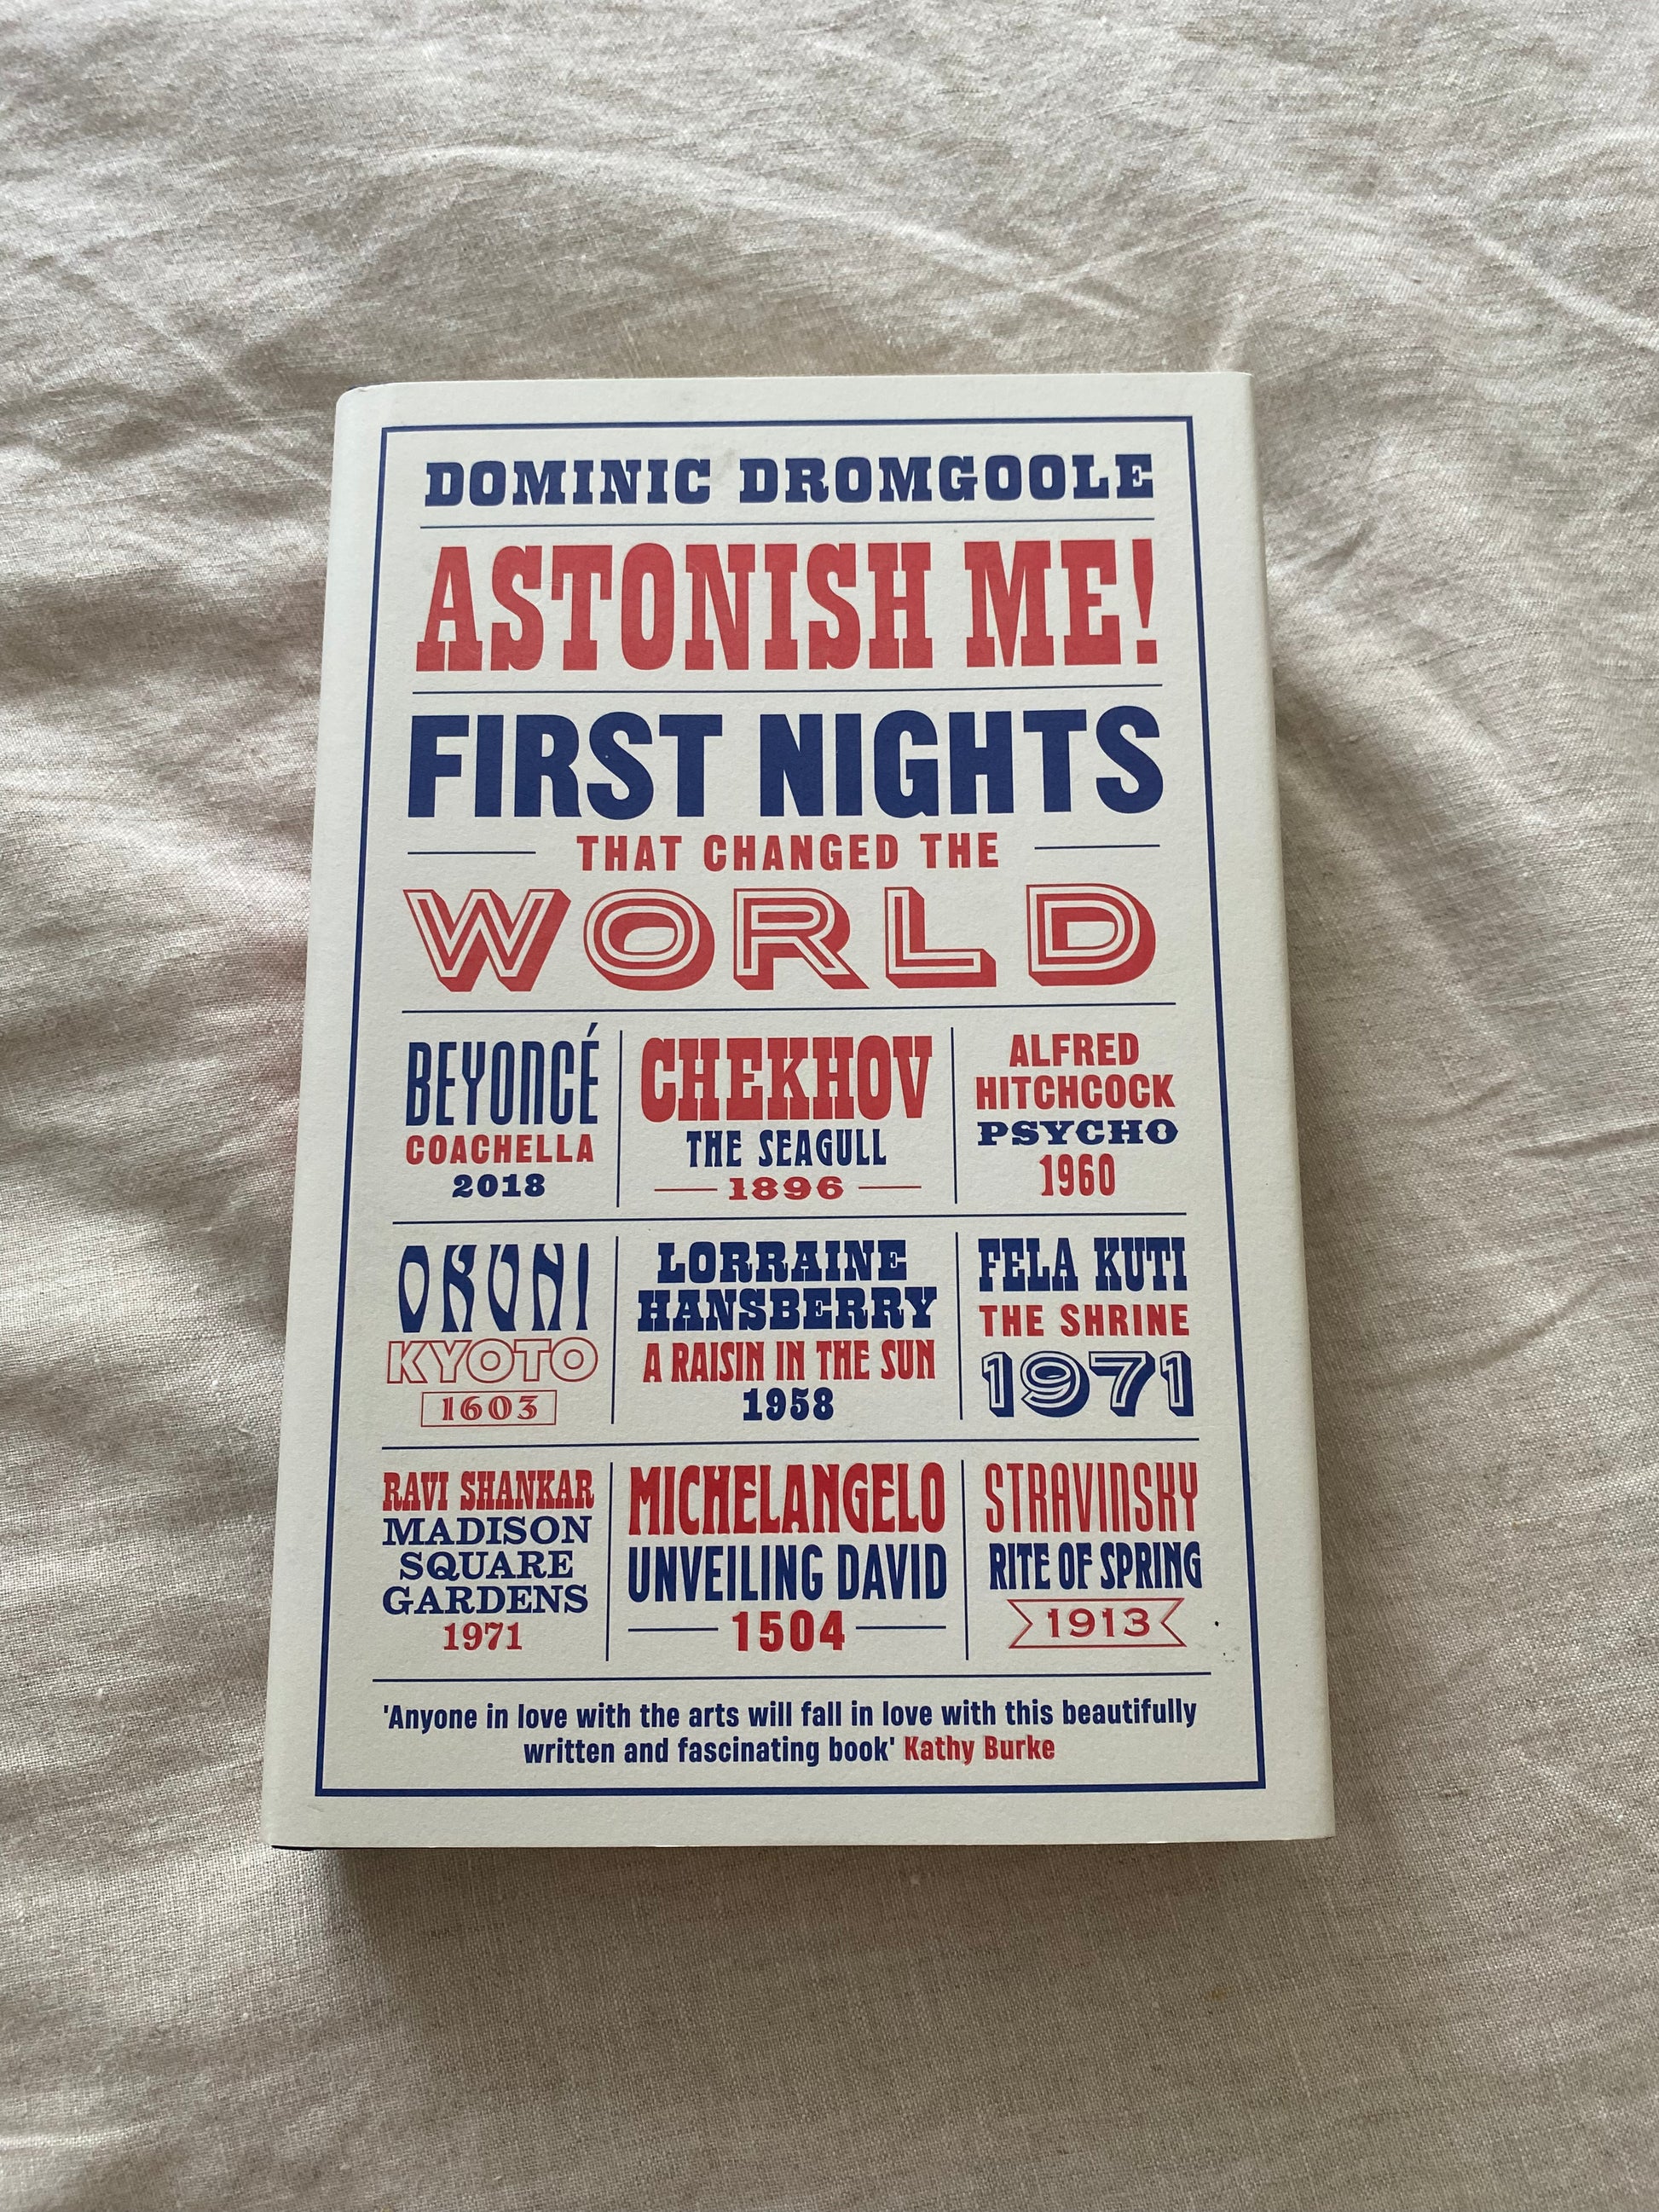 DOMINIC DROMGOOLE
ASTONISH ME!
FIRST NIGHTS
THAT CHANGED THE
WORLD
BEYONCÉ
COACHELLA
2018
CHEKHOV
THE SEAGULL
1896
ALFRED
HITCHCOCK
PSYCHO
1960
OKUNI
KYOTO
1603
LORRAINE
HANSBERRY
A RAISIN IN THE SUN
1958
FELA KUTI
THE SHRINE
1971
RAVI SHANKAR
MADISON
SQUARE
GARDENS
1971
MICHELANGELO
UNVEILING DAVID
1504
STRAVINSKY
RITE OF SPRING
1913
'Anyone in love with the arts will fall in love with this beautifully
written and fascinating book' Kathy Burke